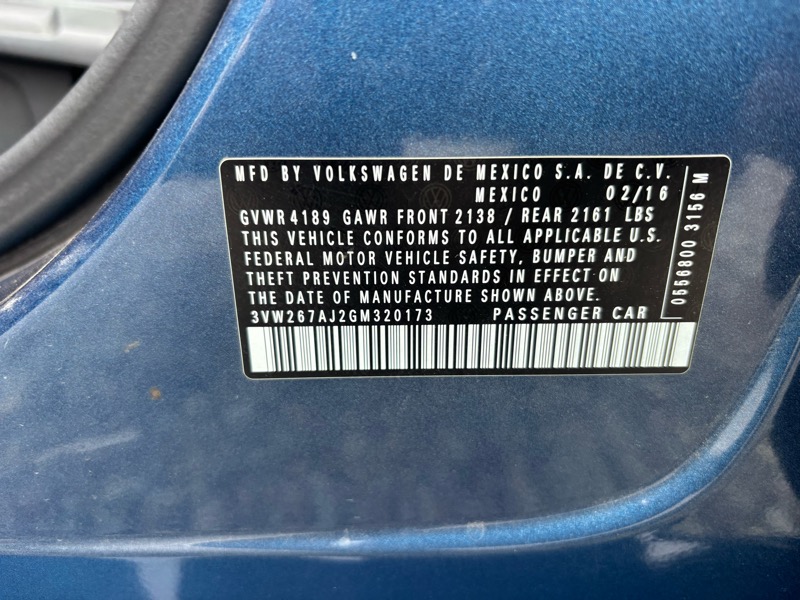 MFD BY VOLKSWAGEN DE MEXICO S.A. DE C.V.
MEXICO 02/16
GVWR 4189 GAWR FRONT 2138 / REAR 2161 LBS
THIS VEHICLE CONFORMS TO ALL APPLICABLE U.S.
FEDERAL MOTOR VEHICLE SAFETY, BUMPER AND
THEFT PREVENTION STANDARDS IN EFFECT ON
THE DATE OF MANUFACTURE SHOWN ABOVE.
3VW267AJ2GM320173 PASSENGER CAR
0556800 3156 M